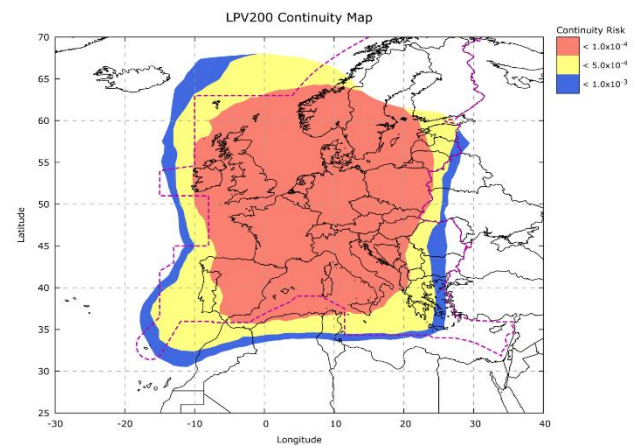 LPV200 Continuity Map
Continuity Risk
< 1.0x10⁻⁴
< 5.0x10⁻⁴
< 1.0x10⁻³
70
65
60
55
50
45
40
35
30
25
Latitude
-30 -20 -10 0 10 20 30 40
Longitude